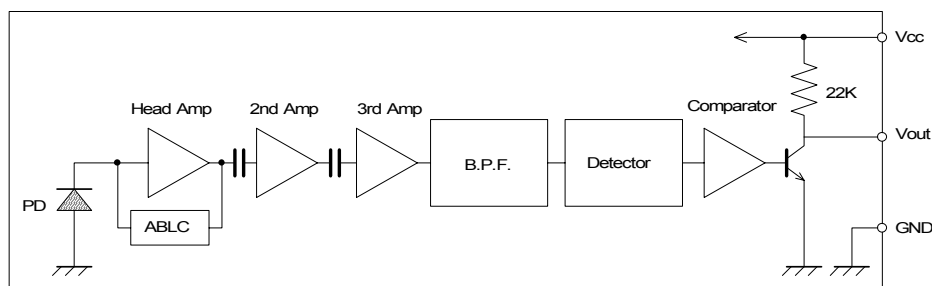 Vcc
22K
Head Amp
2nd Amp
3rd Amp
Comparator
Vout
B.P.F.
Detector
PD
ABLC
GND